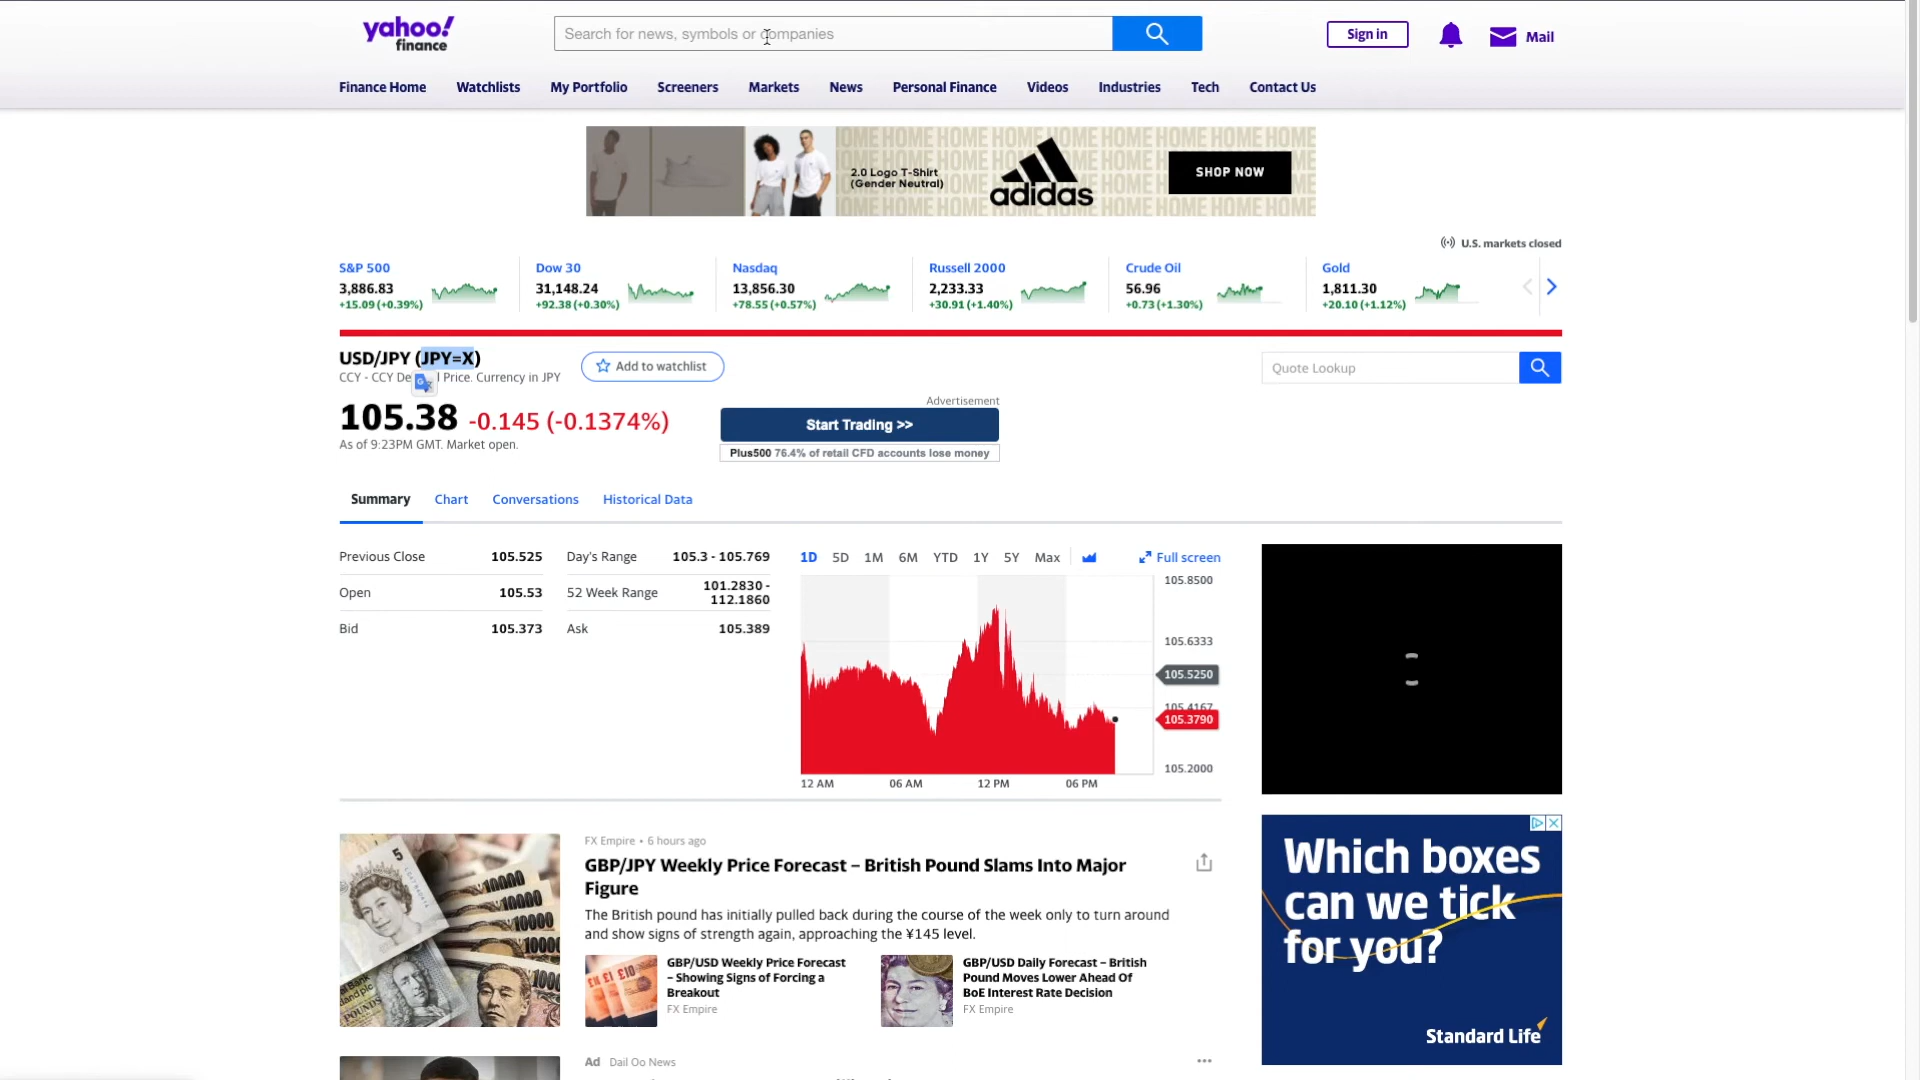 yahoo!
finance
Search for news, symbols or companies
Sign in
Mail
Finance Home
Watchlists
My Portfolio
Screeners
Markets
News
Personal Finance
Videos
Industries
Tech
Contact Us
2.0 Logo T-Shirt
(Gender Neutral)
adidas
SHOP NOW
U.S. markets closed
S&P 500
3,886.83
+15.09 (+0.39%)
Dow 30
31,148.24
+92.38 (+0.30%)
Nasdaq
13,856.30
+78.55 (+0.57%)
Russell 2000
2,233.33
+30.91 (+1.40%)
Crude Oil
56.96
+0.73 (+1.30%)
Gold
1,811.30
+20.10 (+1.12%)
USD/JPY (JPY=X)
CCY - CCY Price. Currency in JPY
Add to watchlist
Quote Lookup
105.38 -0.145 (-0.1374%)
As of 9:23PM GMT. Market open.
Advertisement
Start Trading >>
Plus500 76.4% of retail CFD accounts lose money
Summary
Chart
Conversations
Historical Data
Previous Close 105.525
Open 105.53
Bid 105.373
Day's Range 105.3 - 105.769
52 Week Range 101.2830 -
112.1860
Ask 105.389
1D 5D 1M 6M YTD 1Y 5Y Max
Full screen
105.8500
105.6333
105.5250
105.4167
105.3790
105.2000
12 AM 06 AM 12 PM 06 PM
FX Empire • 6 hours ago
GBP/JPY Weekly Price Forecast – British Pound Slams Into Major
Figure
The British pound has initially pulled back during the course of the week only to turn around
and show signs of strength again, approaching the ¥145 level.
GBP/USD Weekly Price Forecast
– Showing Signs of Forcing a
Breakout
FX Empire
GBP/USD Daily Forecast – British
Pound Moves Lower Ahead Of
BoE Interest Rate Decision
FX Empire
Ad Dail Oo News
Which boxes
can we tick
for you?
Standard Life